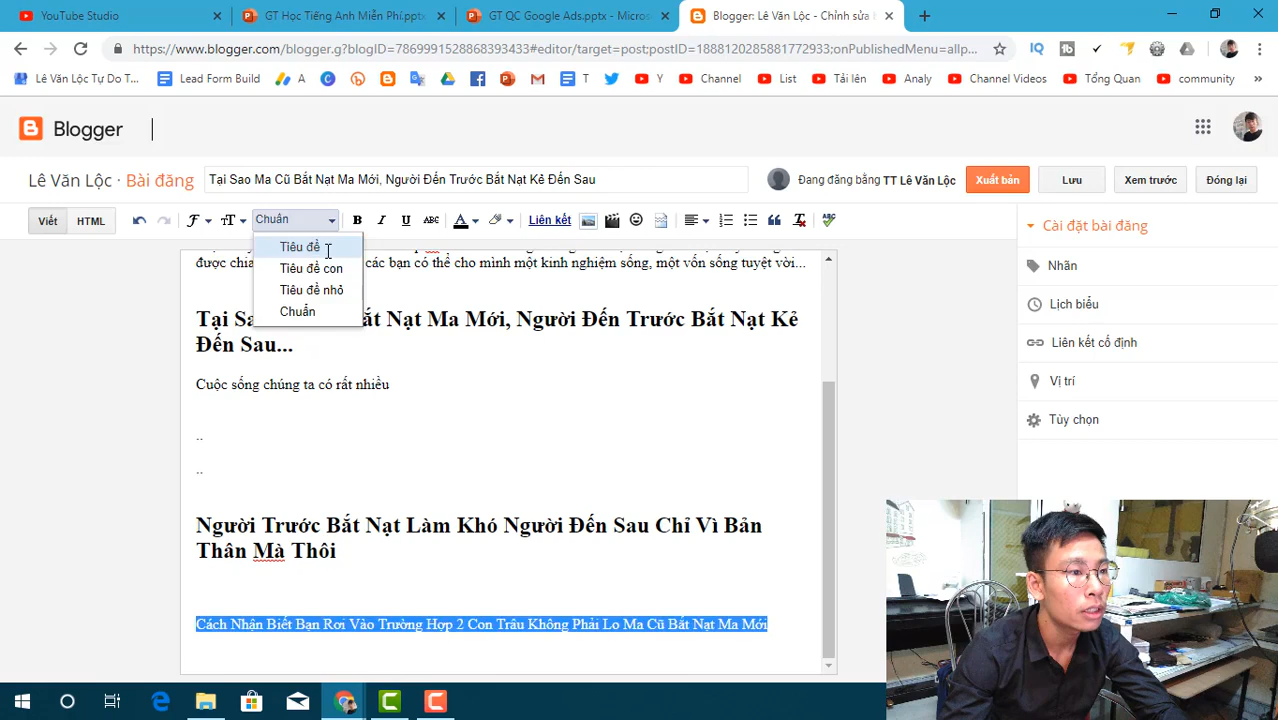 YouTube Studio
GT Học Tiếng Anh Miễn Phí.pptx
GT QC Google Ads.pptx - Micros
Blogger: Lê Văn Lộc - Chỉnh sửa
https://www.blogger.com/blogger.g?blogID=7869991528868393433#editor/target=post;postID=1888120285881772933;onPublishedMenu=allp...
Lê Văn Lộc Tự Do T...
Lead Form Build
T
Y
Channel
List
Tải lên
Analy
Channel Videos
Tổng Quan
community
Blogger
Lê Văn Lộc · Bài đăng
Tại Sao Ma Cũ Bắt Nạt Ma Mới, Người Đến Trước Bắt Nạt Kẻ Đến Sau
Đang đăng bằng TT Lê Văn Lộc
Xuất bản
Lưu
Xem trước
Đóng lại
Viết
HTML
Chuẩn
B
I
U
ABC
A
Liên kết
Cài đặt bài đăng
Tiêu đề
Tiêu đề con
Tiêu đề nhỏ
Chuẩn
được chia
các bạn có thể cho mình một kinh nghiệm sống, một vốn sống tuyệt vời...
Nhãn
Lịch biểu
Liên kết cố định
Vị trí
Tùy chọn
Tại Sa
ắt Nạt Ma Mới, Người Đến Trước Bắt Nạt Kẻ
Đến Sau...
Cuộc sống chúng ta có rất nhiều
..
..
Người Trước Bắt Nạt Làm Khó Người Đến Sau Chỉ Vì Bản
Thân Mà Thôi
Cách Nhận Biết Bạn Rơi Vào Trường Hợp 2 Con Trâu Không Phải Lo Ma Cũ Bắt Nạt Ma Mới